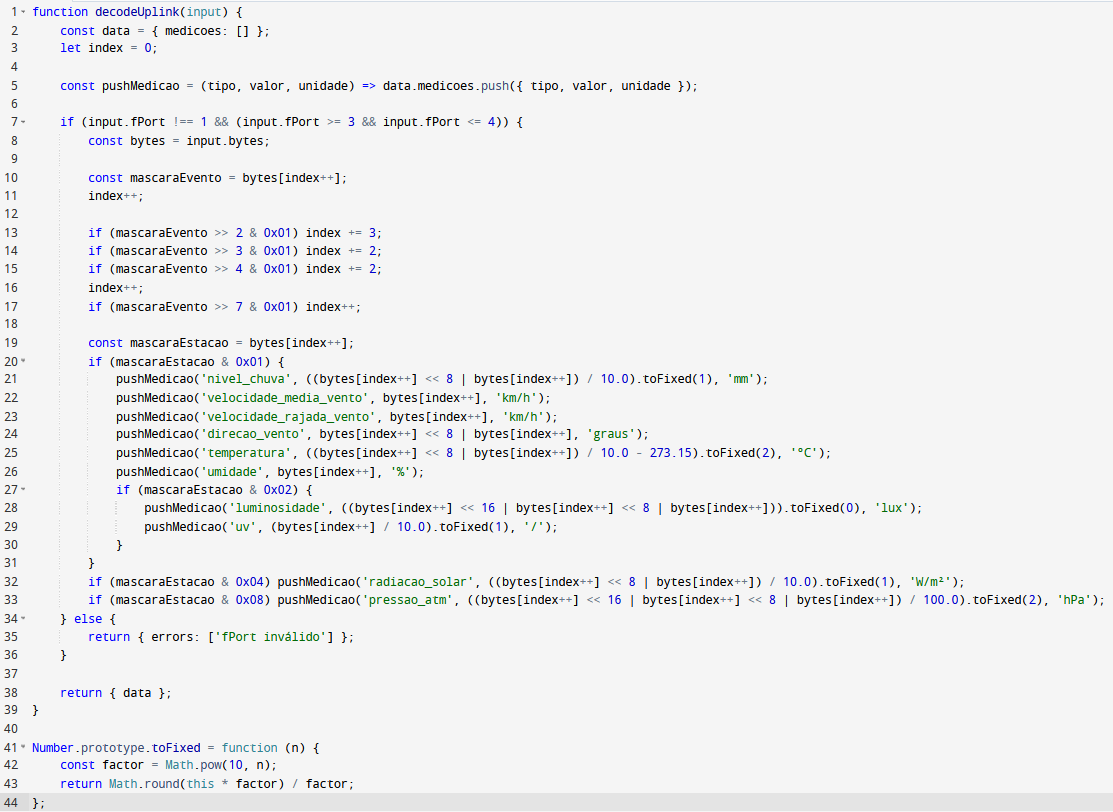 1 function decodeUplink(input) {
2     const data = { medicoes: [] };
3     let index = 0;
4
5     const pushMedicao = (tipo, valor, unidade) => data.medicoes.push({ tipo, valor, unidade });
6
7     if (input.fPort !== 1 && (input.fPort >= 3 && input.fPort <= 4)) {
8         const bytes = input.bytes;
9
10         const mascaraEvento = bytes[index++];
11         index++;
12
13         if (mascaraEvento >> 2 & 0x01) index += 3;
14         if (mascaraEvento >> 3 & 0x01) index += 2;
15         if (mascaraEvento >> 4 & 0x01) index += 2;
16         index++;
17         if (mascaraEvento >> 7 & 0x01) index++;
18
19         const mascaraEstacao = bytes[index++];
20         if (mascaraEstacao & 0x01) {
21             pushMedicao('nivel_chuva', ((bytes[index++] << 8 | bytes[index++]) / 10.0).toFixed(1), 'mm');
22             pushMedicao('velocidade_media_vento', bytes[index++], 'km/h');
23             pushMedicao('velocidade_rajada_vento', bytes[index++], 'km/h');
24             pushMedicao('direcao_vento', bytes[index++] << 8 | bytes[index++], 'graus');
25             pushMedicao('temperatura', ((bytes[index++] << 8 | bytes[index++]) / 10.0 - 273.15).toFixed(2), '°C');
26             pushMedicao('umidade', bytes[index++], '%');
27             if (mascaraEstacao & 0x02) {
28                 pushMedicao('luminosidade', ((bytes[index++] << 16 | bytes[index++] << 8 | bytes[index++])).toFixed(0), 'lux');
29                 pushMedicao('uv', (bytes[index++] / 10.0).toFixed(1), '/');
30             }
31         }
32         if (mascaraEstacao & 0x04) pushMedicao('radiacao_solar', ((bytes[index++] << 8 | bytes[index++]) / 10.0).toFixed(1), 'W/m²');
33         if (mascaraEstacao & 0x08) pushMedicao('pressao_atm', ((bytes[index++] << 16 | bytes[index++] << 8 | bytes[index++]) / 100.0).toFixed(2), 'hPa');
34     } else {
35         return { errors: ['fPort inválido'] };
36     }
37
38     return { data };
39 }
40
41 Number.prototype.toFixed = function (n) {
42     const factor = Math.pow(10, n);
43     return Math.round(this * factor) / factor;
44 };